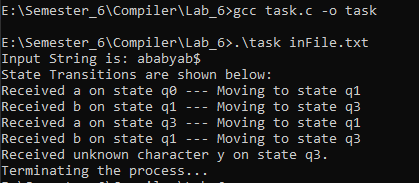 E:\Semester_6\Compiler\Lab_6>gcc task.c -o task
E:\Semester_6\Compiler\Lab_6>.\task inFile.txt
Input String is: ababyab$
State Transitions are shown below:
Received a on state q0 --- Moving to state q1
Received b on state q1 --- Moving to state q3
Received a on state q3 --- Moving to state q1
Received b on state q1 --- Moving to state q3
Received unknown character y on state q3.
Terminating the process...